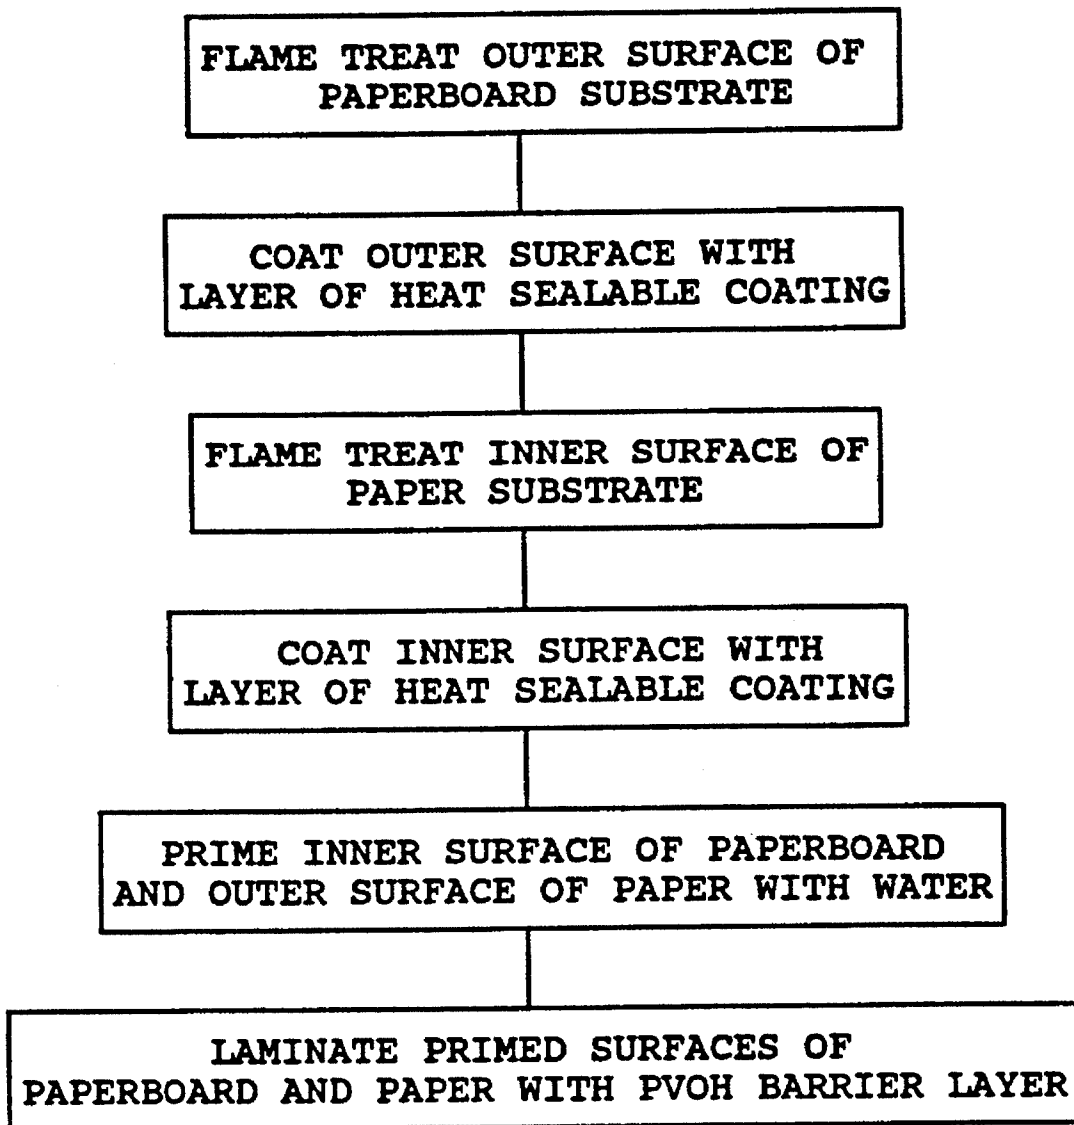 FLAME TREAT OUTER SURFACE OF
PAPERBOARD SUBSTRATE
COAT OUTER SURFACE WITH
LAYER OF HEAT SEALABLE COATING
FLAME TREAT INNER SURFACE OF
PAPER SUBSTRATE
COAT INNER SURFACE WITH
LAYER OF HEAT SEALABLE COATING
PRIME INNER SURFACE OF PAPERBOARD
AND OUTER SURFACE OF PAPER WITH WATER
LAMINATE PRIMED SURFACES OF
PAPERBOARD AND PAPER WITH PVOH BARRIER LAYER